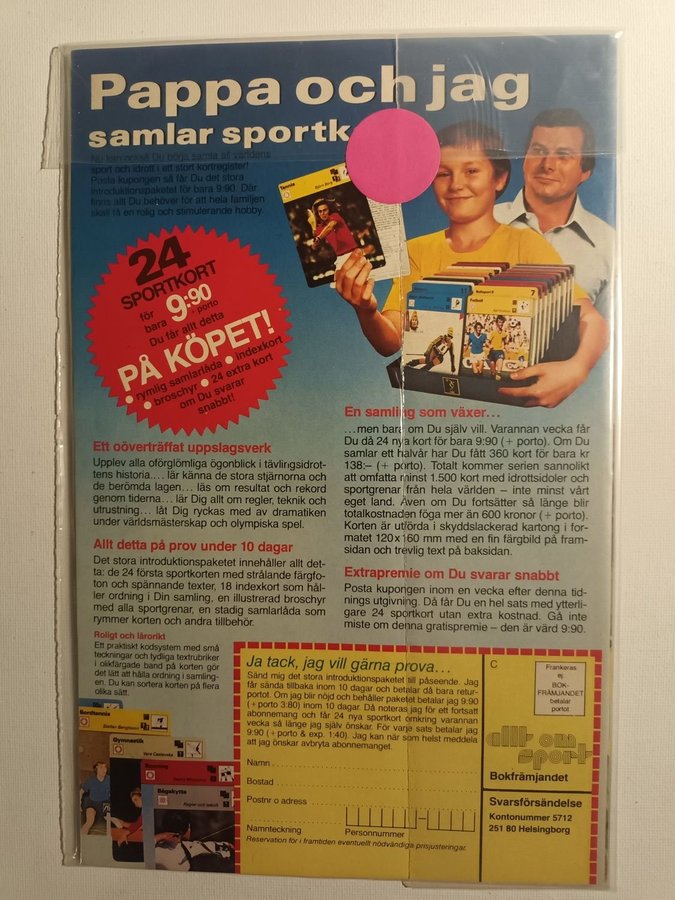 Pappa och jag
samlar sportk
Nu kan också Du börja samla all världens
sport och idrott i ett stort kortregister!
Posta kupongen så får Du det stora
introduktionspaketet för bara 9:90. Där
finns allt Du behöver för att hela familjen
skall få en rolig och stimulerande hobby.
Tennis
Björn Borg
24
SPORTKORT
för
bara 9:90
+ porto
Du får allt detta
PÅ KÖPET!
• rymlig samlarlåda • indexkort
• broschyr • 24 extra kort
om Du svarar
snabbt!
11
Bollsport 2
Fotboll
7
Ett oöverträffat uppslagsverk
Upplev alla oförglömliga ögonblick i tävlingsidrot-
tens historia... lär känna de stora stjärnorna och
de berömda lagen... läs om resultat och rekord
genom tiderna... lär Dig allt om regler, teknik och
utrustning... låt Dig ryckas med av dramatiken
under världsmästerskap och olympiska spel.
Allt detta på prov under 10 dagar
Det stora introduktionspaketet innehåller allt det-
ta: de 24 första sportkorten med strålande färgfo-
ton och spännande texter, 18 indexkort som hål-
ler ordning i Din samling, en illustrerad broschyr
med alla sportgrenar, en stadig samlarlåda som
rymmer korten och andra tillbehör.
Roligt och lärorikt
Ett praktiskt kodsystem med små
teckningar och tydliga textrubriker
i olikfärgade band på korten gör
det lätt att hålla ordning i samling-
en. Du kan sortera korten på flera
olika sätt.
En samling som växer...
...men bara om Du själv vill. Varannan vecka får
Du då 24 nya kort för bara 9:90 (+ porto). Om Du
samlar ett halvår har Du fått 360 kort för bara kr
138:– (+ porto). Totalt kommer serien sannolikt
att omfatta minst 1.500 kort med idrottsidoler och
sportgrenar från hela världen – inte minst vårt
eget land. Även om Du fortsätter så länge blir
totalkostnaden föga mer än 600 kronor (+ porto).
Korten är utförda i skyddslackerad kartong i for-
matet 120x160 mm med en fin färgbild på fram-
sidan och trevlig text på baksidan.
Extrapremie om Du svarar snabbt
Posta kupongen inom en vecka efter denna tid-
nings utgivning. Då får Du en hel sats med ytterli-
gare 24 sportkort utan extra kostnad. Gå inte
miste om denna gratispremie – den är värd 9:90.
Bordtennis
Stellan Bengtsson
Gymnastik
Vera Caslavska
Bågskytte
Regler och teknik
Ja tack, jag vill gärna prova...
Sänd mig det stora introduktionspaketet till påseende. Jag
får sända tillbaka inom 10 dagar och betalar då bara retur-
portot. Om jag blir nöjd och behåller paketet betalar jag 9:90
(+porto 3:80) inom 10 dagar. Då noteras jag för ett fortsatt
abonnemang och får 24 nya sportkort omkring varannan
vecka så länge jag själv önskar. För varje sats betalar jag
9:90 (+porto & exp. 1:40). Jag kan när som helst meddela
att jag önskar avbryta abonnemanget.
Namn
Bostad
Postnr o adress
Namnteckning
Personnummer
Reservation för i framtiden eventuellt nödvändiga prisjusteringar.
C
Frankeras
ej
BOK-
FRÄMJANDET
betalar
portot
allt om
sport
Bokfrämjandet
Svarsförsändelse
Kontonummer 5712
251 80 Helsingborg